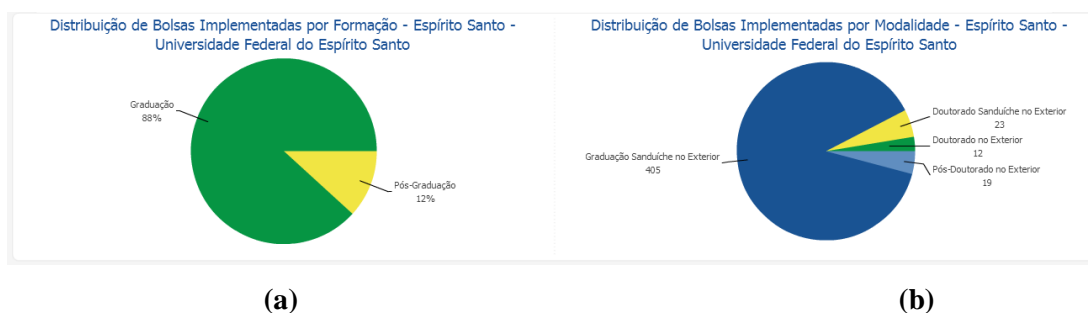 Distribuição de Bolsas Implementadas por Formação - Espírito Santo -
Universidade Federal do Espírito Santo
Graduação
88%
Pós-Graduação
12%
(a)
Distribuição de Bolsas Implementadas por Modalidade - Espírito Santo -
Universidade Federal do Espírito Santo
Doutorado Sanduíche no Exterior
23
Doutorado no Exterior
12
Graduação Sanduíche no Exterior
405
Pós-Doutorado no Exterior
19
(b)